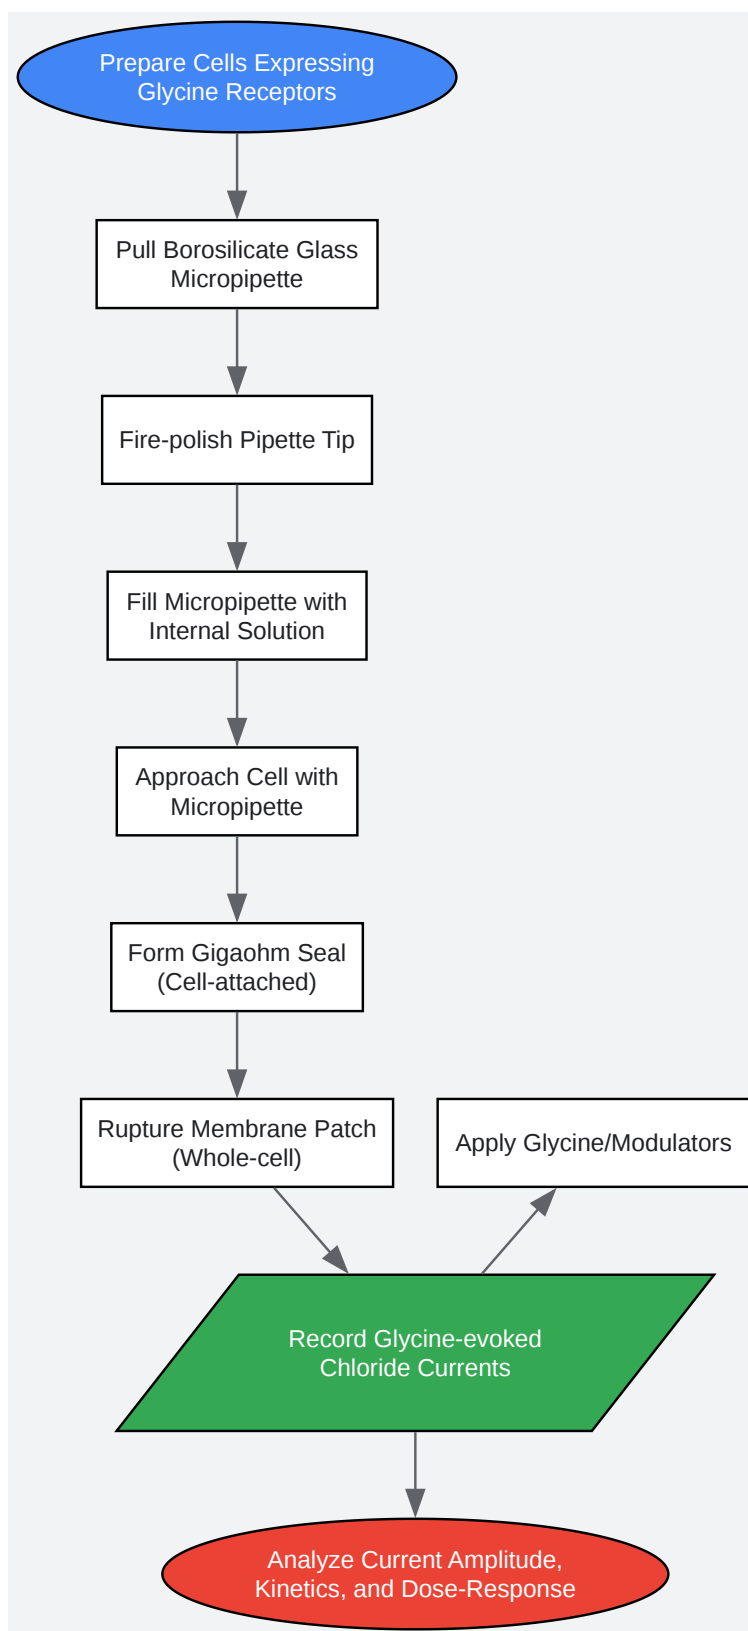 Prepare Cells Expressing
Glycine Receptors
Pull Borosilicate Glass
Micropipette
Fire-polish Pipette Tip
Fill Micropipette with
Internal Solution
Approach Cell with
Micropipette
Form Gigaohm Seal
(Cell-attached)
Rupture Membrane Patch
(Whole-cell)
Apply Glycine/Modulators
Record Glycine-evoked
Chloride Currents
Analyze Current Amplitude,
Kinetics, and Dose-Response